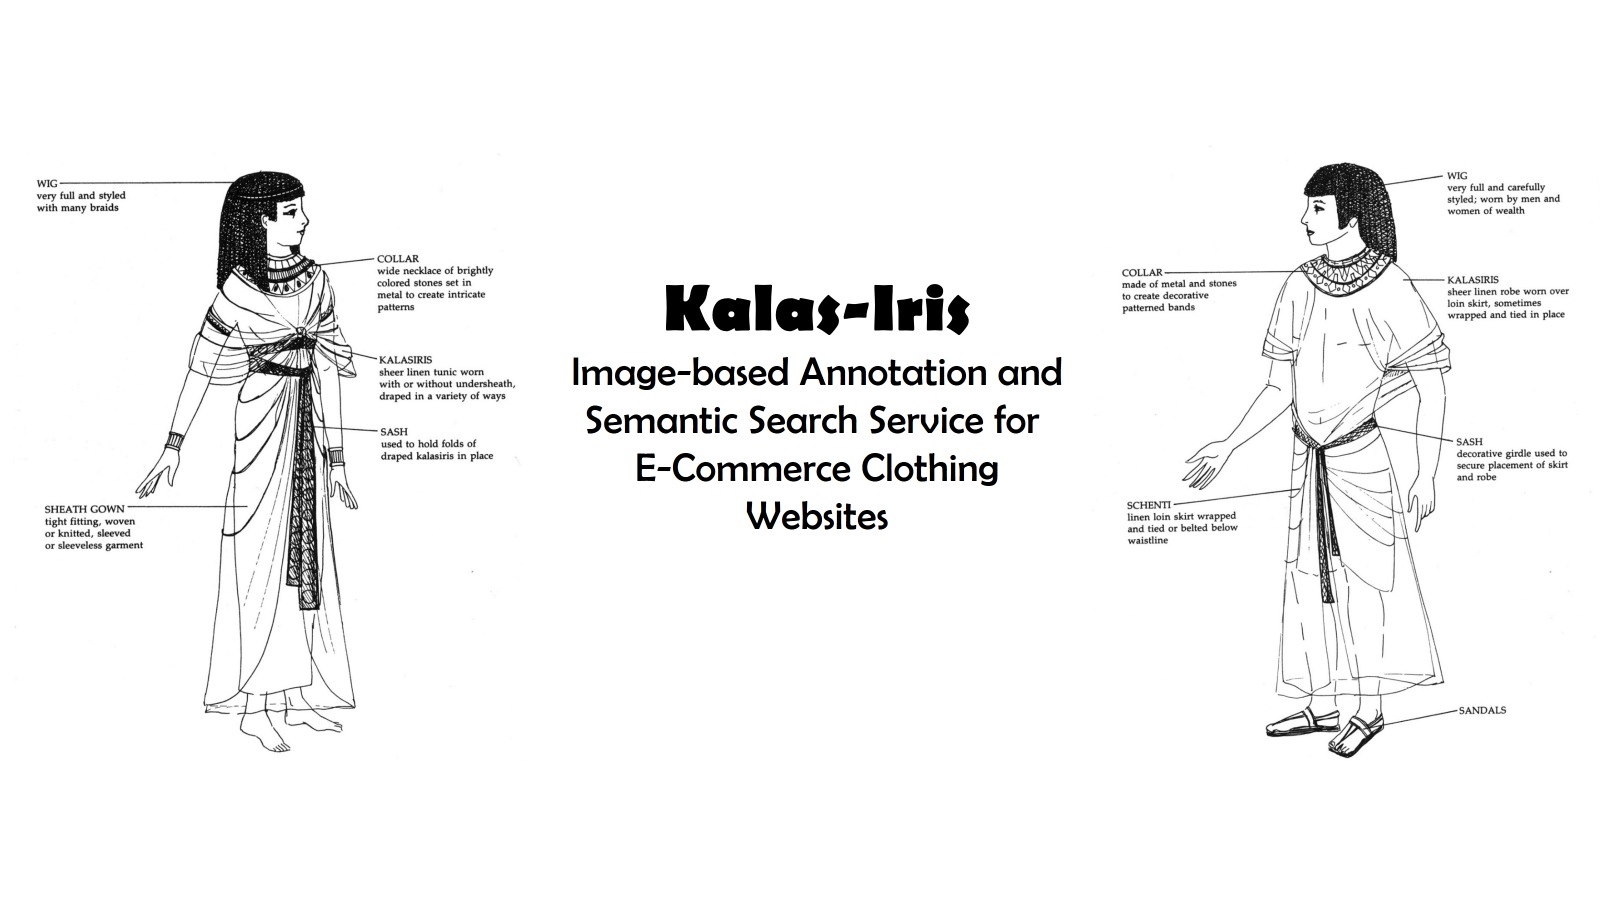 WIG
very full and styled
with many braids
COLLAR
wide necklace of brightly
colored stones set in
metal to create intricate
patterns
KALASIRIS
sheer linen tunic worn
with or without undersheath,
draped in a variety of ways
SASH
used to hold folds of
draped kalasiris in place
SHEATH GOWN
tight fitting, woven
or knitted, sleeved
or sleeveless garment
Kalas-Iris
Image-based Annotation and
Semantic Search Service for
E-Commerce Clothing
Websites
WIG
very full and carefully
styled; worn by men and
women of wealth
COLLAR
made of metal and stones
to create decorative
patterned bands
KALASIRIS
sheer linen robe worn over
loin skirt, sometimes
wrapped and tied in place
SASH
decorative girdle used to
secure placement of skirt
and robe
SCHENTI
linen loin skirt wrapped
and tied or belted below
waistline
SANDALS